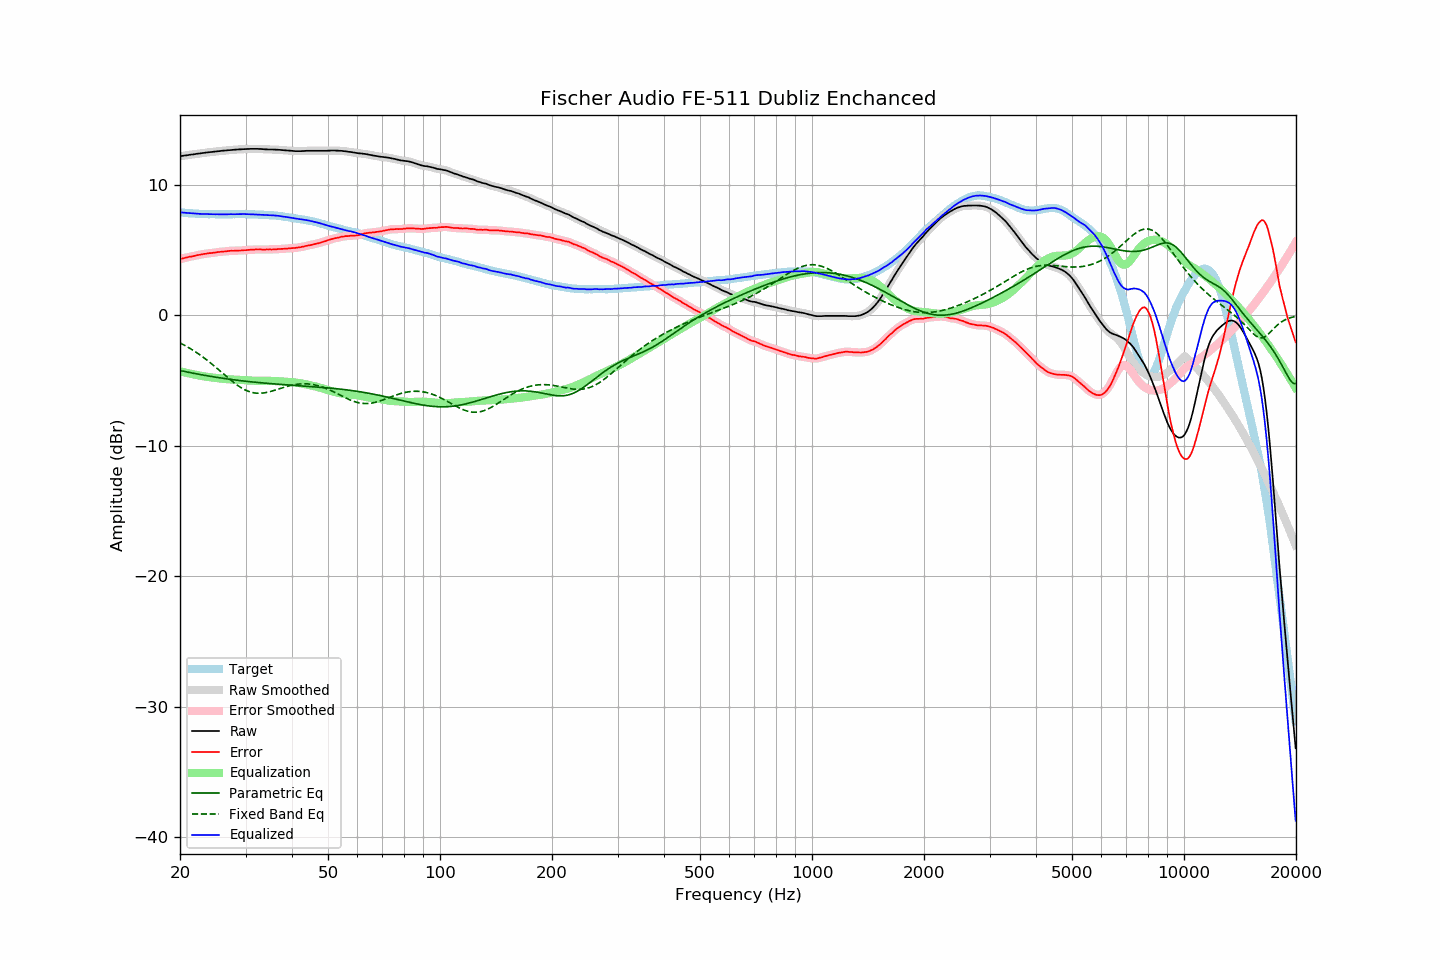 Fischer Audio FE-511 Dubliz Enchanced
Amplitude (dBr)
10
0
−10
−20
−30
−40
Target
Raw Smoothed
Error Smoothed
Raw
Error
Equalization
Parametric Eq
Fixed Band Eq
Equalized
20 50 100 200 500 1000 2000 5000 10000 20000
Frequency (Hz)